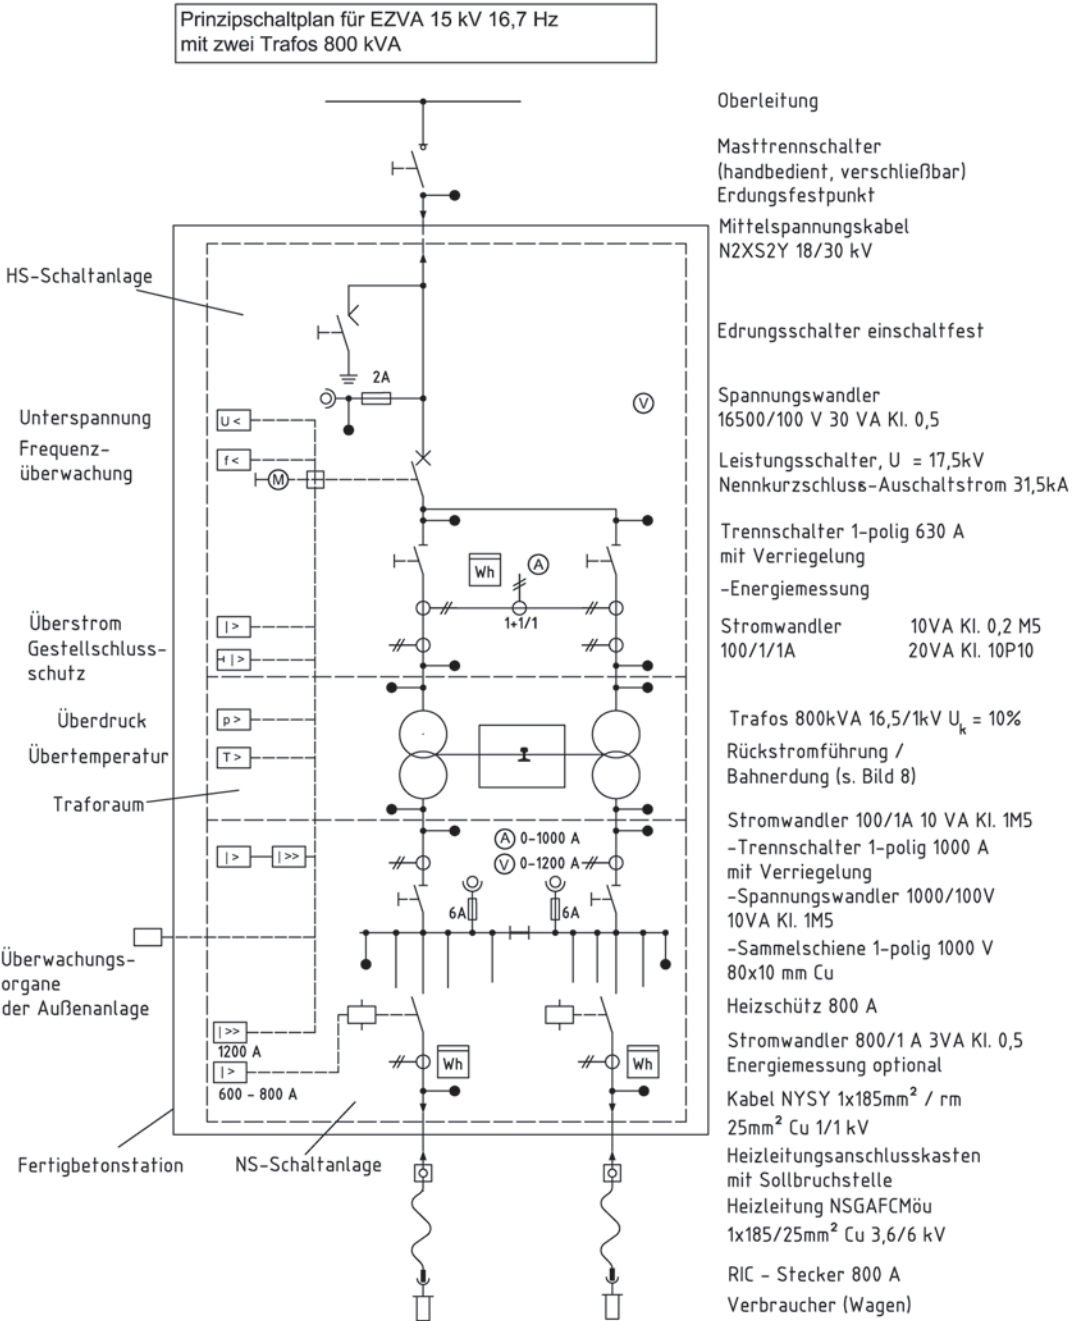 Prinzipschaltplan für EZVA 15 kV 16,7 Hz
mit zwei Trafos 800 kVA
Oberleitung
Masttrennschalter
(handbedient, verschließbar)
Erdungsfestpunkt
Mittelspannungskabel
N2XS2Y 18/30 kV
HS-Schaltanlage
Edrungsschalter einschaltfest
2A
Spannungswandler
16500/100 V 30 VA Kl. 0,5
V
Unterspannung
U <
Frequenz-
überwachung
f <
M
Leistungsschalter, U = 17,5kV
Nennkurzschluss-Auschaltstrom 31,5kA
Trennschalter 1-polig 630 A
mit Verriegelung
Wh
A
-Energiemessung
1+1/1
Stromwandler 10VA Kl. 0,2 M5
100/1/1A 20VA Kl. 10P10
Überstrom
I >
Gestellschluss-
schutz
I >
Überdruck
p >
Übertemperatur
T >
Traforaum
Trafos 800kVA 16,5/1kV Uk = 10%
Rückstromführung /
Bahnerdung (s. Bild 8)
Stromwandler 100/1A 10 VA Kl. 1M5
-Trennschalter 1-polig 1000 A
mit Verriegelung
-Spannungswandler 1000/100V
10VA Kl. 1M5
A 0-1000 A
V 0-1200 A
I >
I >>
6A
6A
-Sammelschiene 1-polig 1000 V
80x10 mm Cu
Überwachungs-
organe
der Außenanlage
Heizschütz 800 A
I >>
1200 A
I >
600 - 800 A
Wh
Wh
Stromwandler 800/1 A 3VA Kl. 0,5
Energiemessung optional
Kabel NYSY 1x185mm² / rm
25mm² Cu 1/1 kV
Fertigbetonstation
NS-Schaltanlage
Heizleitungsanschlusskasten
mit Sollbruchstelle
Heizleitung NSGAFCMöu
1x185/25mm² Cu 3,6/6 kV
RIC - Stecker 800 A
Verbraucher (Wagen)